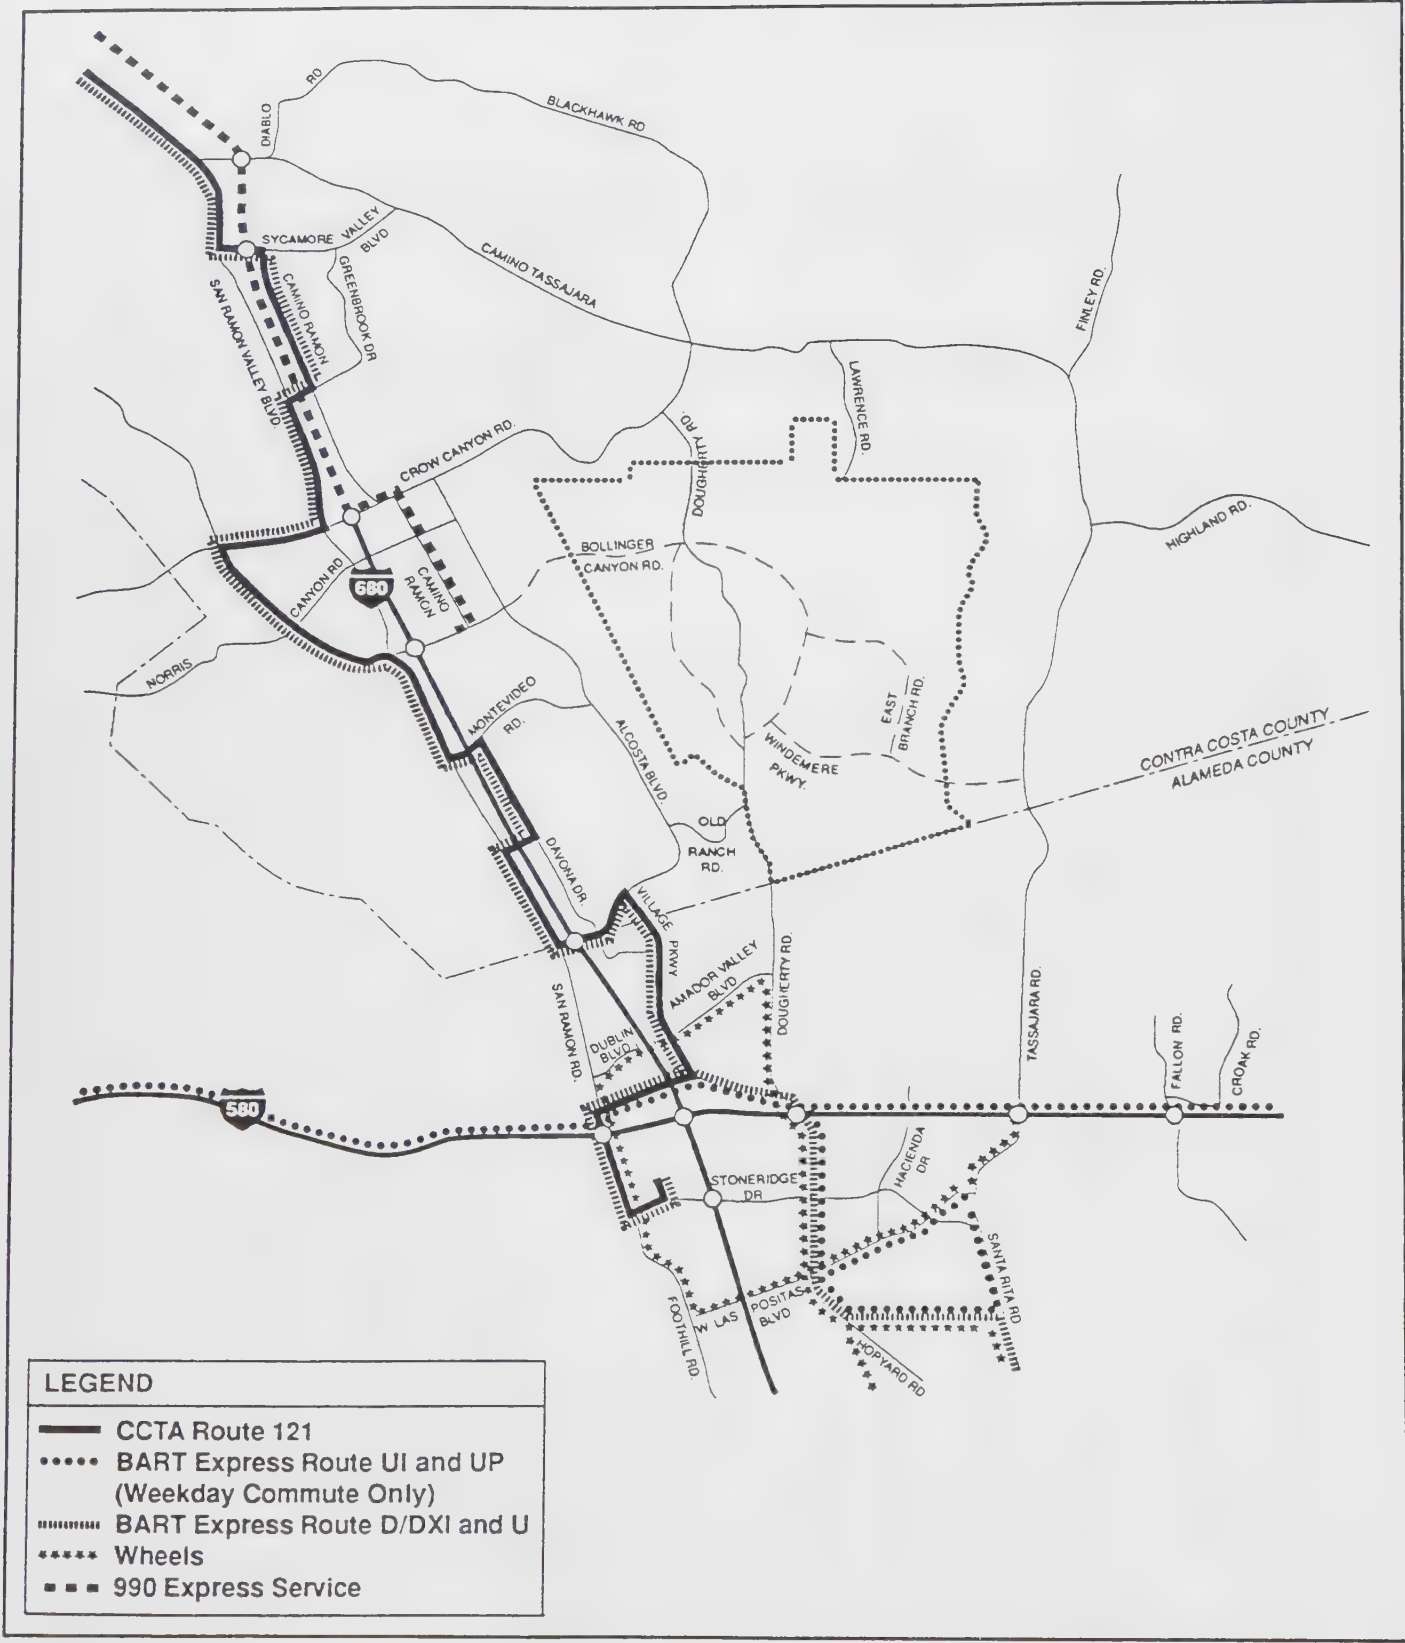 DIABLO
RD
BLACKHAWK RD
SYCAMORE VALLEY
BLVD
CAMINO TASSAJARA
GREENBROOK DR
CAMINO RAMON
SAN RAMON VALLEY BLVD.
FINLEY RD.
LAWRENCE RD.
DOUGHERTY RD.
CROW CANYON RD.
HIGHLAND RD.
BOLLINGER
CANYON RD.
CANYON RD
680
CAMINO
RAMON
NORRIS
MONTEVIDEO
RD.
ALCOSTA BLVD.
EAST
BRANCH RD.
WINDEMERE
PKWY.
CONTRA COSTA COUNTY
ALAMEDA COUNTY
OLD
RANCH
RD.
DAVONA DR.
VILLAGE
PKWY
AMADOR VALLEY
BLVD
DOUGHERTY RD.
SAN RAMON RD.
DUBLIN
BLVD
TASSAJARA RD.
FALLON RD.
CROAK RD.
580
STONERIDGE
DR
HACIENDA
DR
SANTA RITA RD
FOOTHILL RD.
W LAS POSITAS
BLVD
HOPYARD RD
LEGEND
CCTA Route 121
BART Express Route UI and UP
(Weekday Commute Only)
BART Express Route D/DXI and U
Wheels
990 Express Service